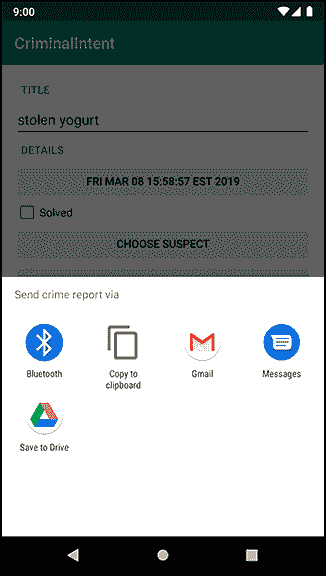 9:00
CriminalIntent
TITLE
stolen yogurt
DETAILS
FRI MAR 08 15:58:57 EST 2019
Solved
CHOOSE SUSPECT
Send crime report via
Bluetooth
Copy to
clipboard
Gmail
Messages
Save to Drive